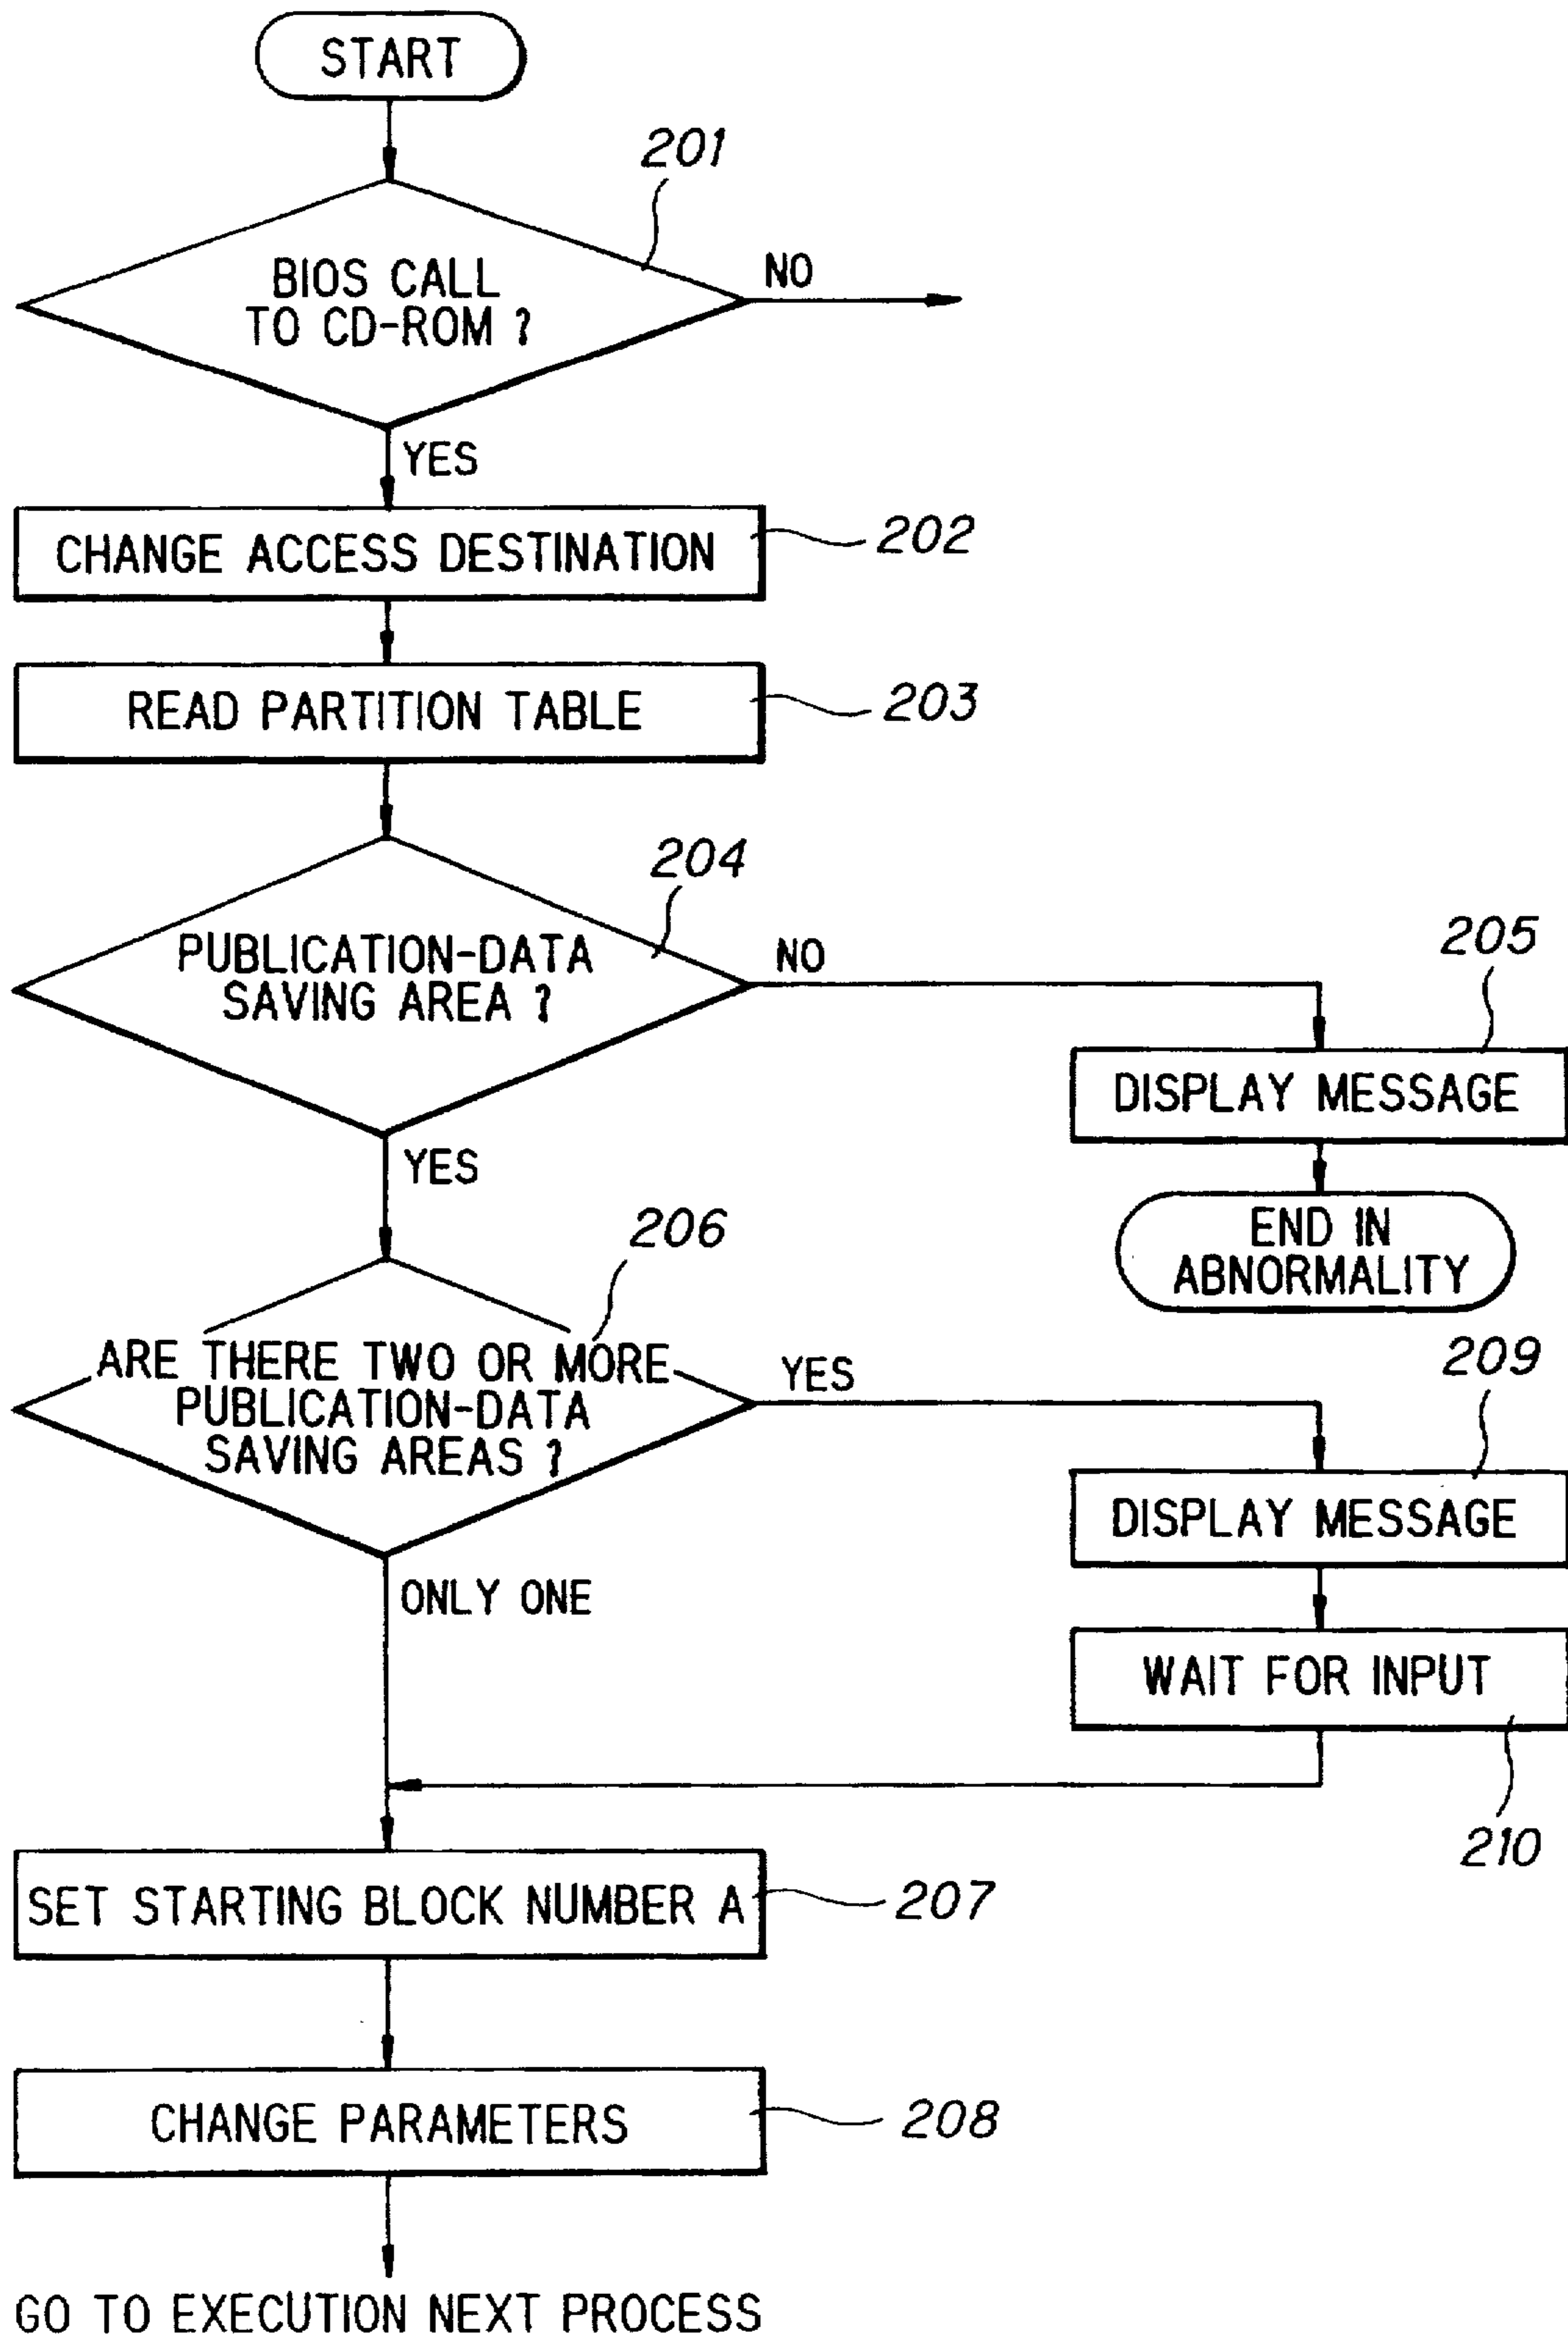 START
201
BIOS CALL
TO CD-ROM ?
NO
YES
CHANGE ACCESS DESTINATION
202
READ PARTITION TABLE
203
204
PUBLICATION-DATA
SAVING AREA ?
NO
205
DISPLAY MESSAGE
YES
END IN
ABNORMALITY
206
ARE THERE TWO OR MORE
PUBLICATION-DATA
SAVING AREAS ?
YES
209
DISPLAY MESSAGE
ONLY ONE
WAIT FOR INPUT
210
SET STARTING BLOCK NUMBER A
207
CHANGE PARAMETERS
208
GO TO EXECUTION NEXT PROCESS